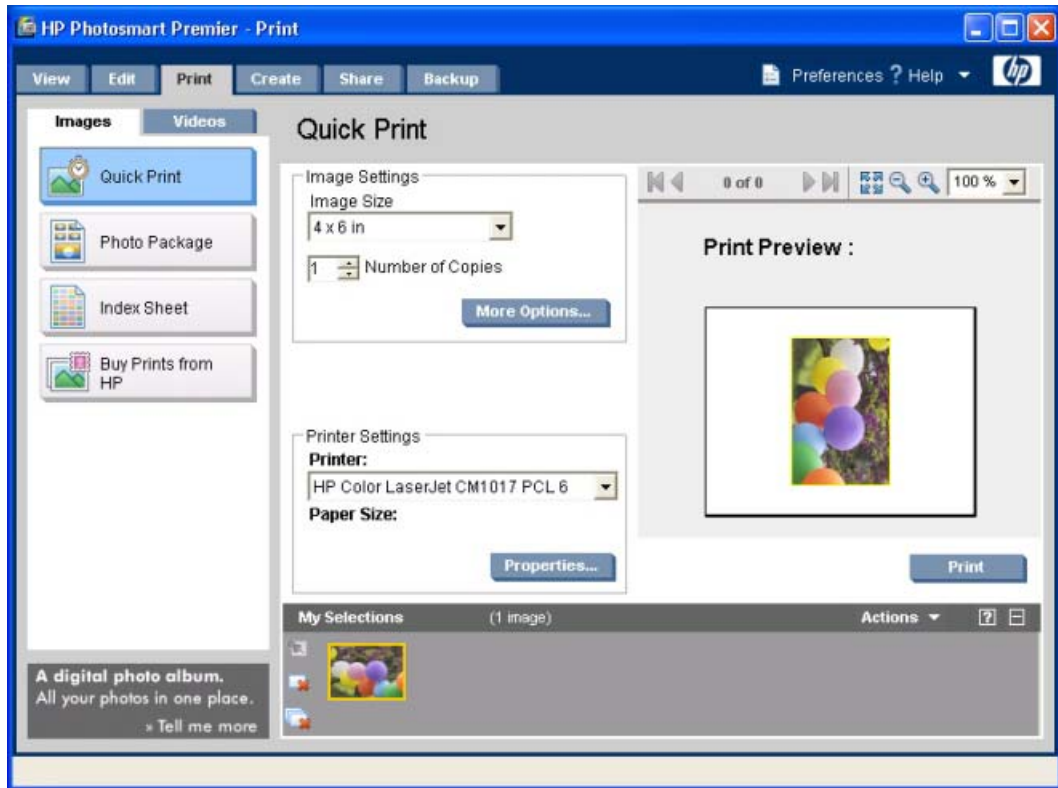 HP Photosmart Premier - Print
View Edit Print Create Share Backup Preferences ? Help hp
Images Videos
Quick Print
Quick Print
Photo Package
Index Sheet
Buy Prints from
HP
Image Settings
Image Size
4 x 6 in
1 Number of Copies
More Options...
Printer Settings
Printer:
HP Color LaserJet CM1017 PCL 6
Paper Size:
Properties...
0 of 0 100 %
Print Preview :
Print
My Selections (1 image) Actions ?
A digital photo album.
All your photos in one place.
» Tell me more